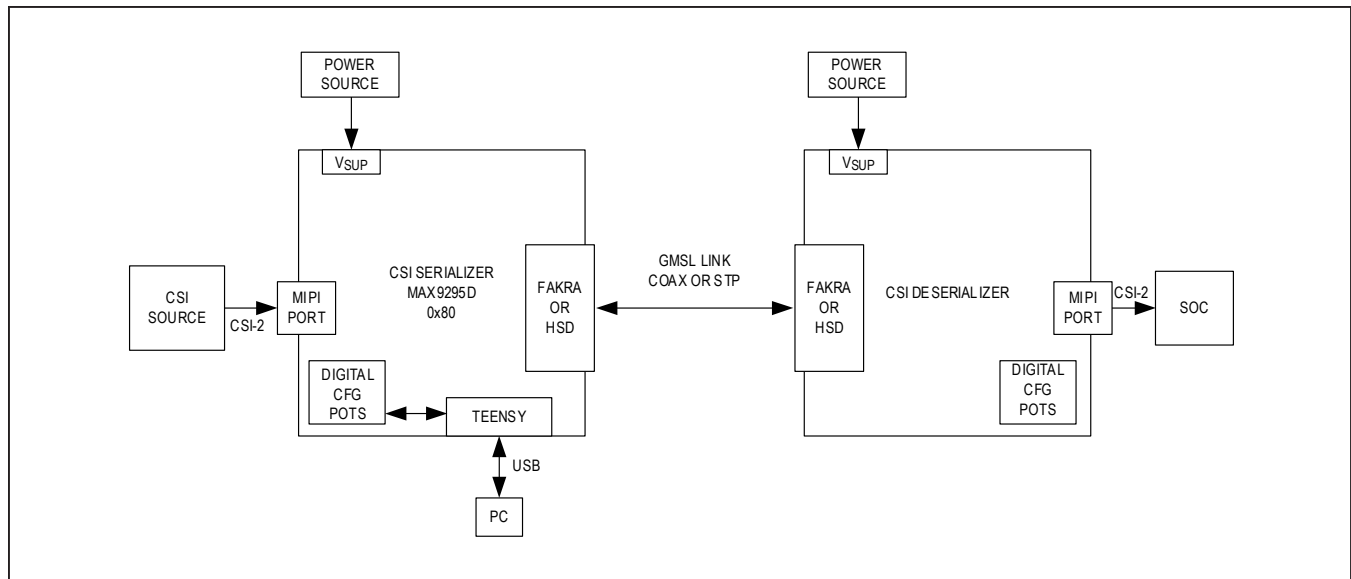 POWER
SOURCE
POWER
SOURCE
VSUP
VSUP
CSI SERIALIZER
MAX9295D
0x80
CSI
SOURCE
CSI-2
MIPI
PORT
FAKRA
OR
HSD
GMSL LINK
COAX OR STP
FAKRA
OR
HSD
CSI DESERIALIZER
MIPI
PORT
CSI-2
SOC
DIGITAL
CFG
POTS
TEENSY
DIGITAL
CFG
POTS
USB
PC